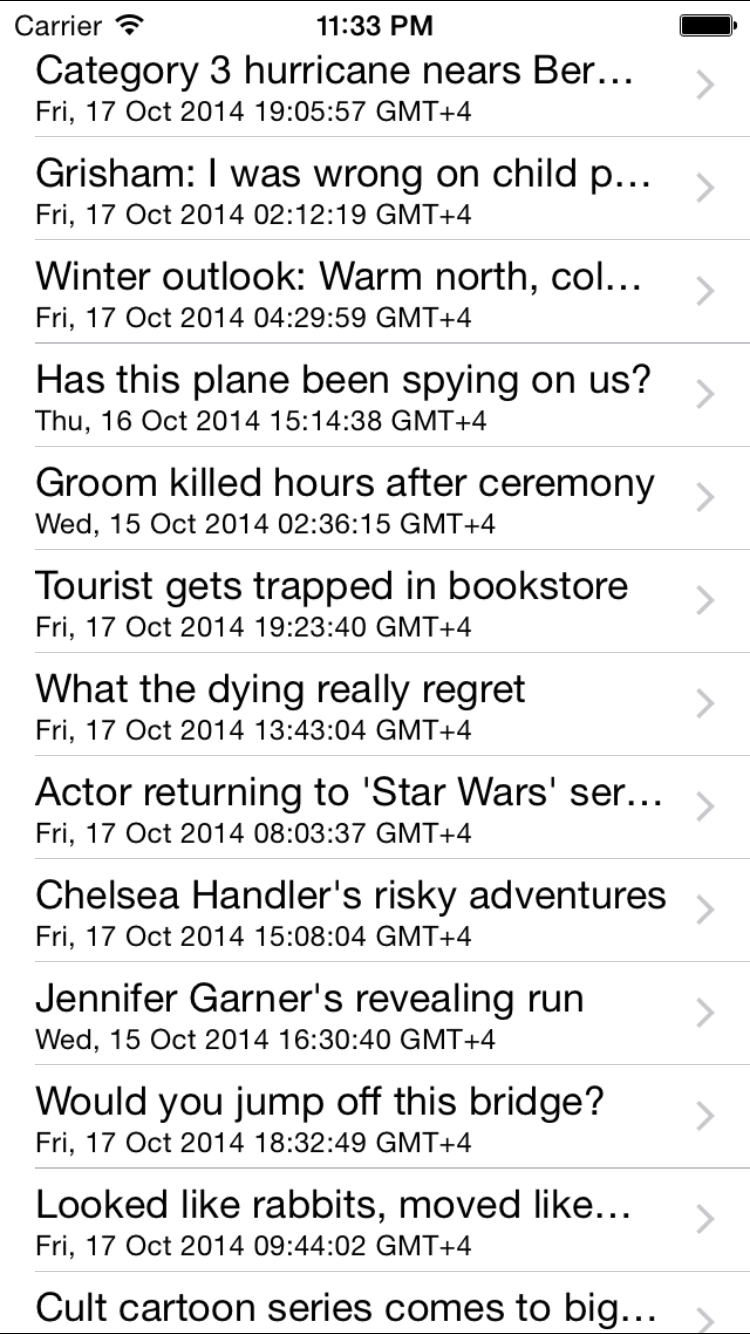 Carrier 11:33 PM
Category 3 hurricane nears Ber...
Fri, 17 Oct 2014 19:05:57 GMT+4
Grisham: I was wrong on child p...
Fri, 17 Oct 2014 02:12:19 GMT+4
Winter outlook: Warm north, col...
Fri, 17 Oct 2014 04:29:59 GMT+4
Has this plane been spying on us?
Thu, 16 Oct 2014 15:14:38 GMT+4
Groom killed hours after ceremony
Wed, 15 Oct 2014 02:36:15 GMT+4
Tourist gets trapped in bookstore
Fri, 17 Oct 2014 19:23:40 GMT+4
What the dying really regret
Fri, 17 Oct 2014 13:43:04 GMT+4
Actor returning to 'Star Wars' ser...
Fri, 17 Oct 2014 08:03:37 GMT+4
Chelsea Handler's risky adventures
Fri, 17 Oct 2014 15:08:04 GMT+4
Jennifer Garner's revealing run
Wed, 15 Oct 2014 16:30:40 GMT+4
Would you jump off this bridge?
Fri, 17 Oct 2014 18:32:49 GMT+4
Looked like rabbits, moved like...
Fri, 17 Oct 2014 09:44:02 GMT+4
Cult cartoon series comes to big...